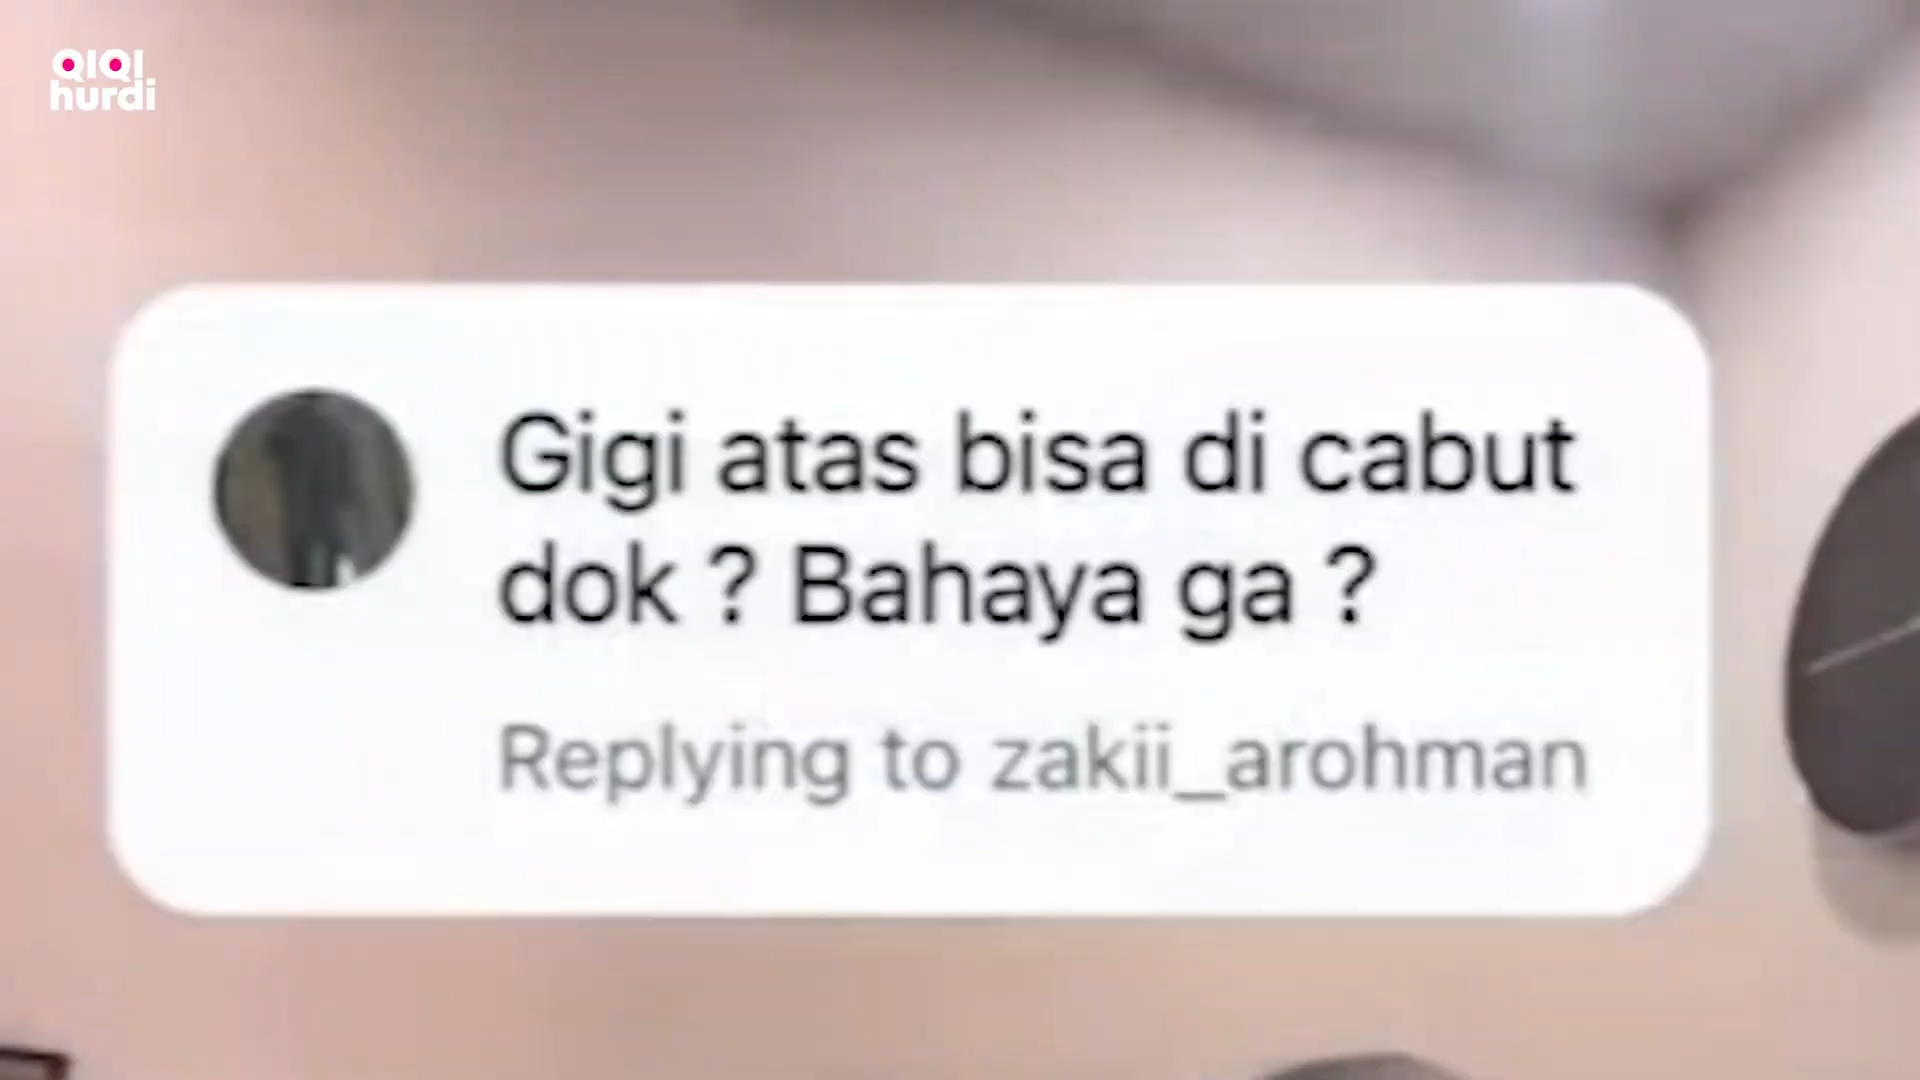 QIQI
hurdi
Gigi atas bisa di cabut
dok ? Bahaya ga ?
Replying to zakii_arohman